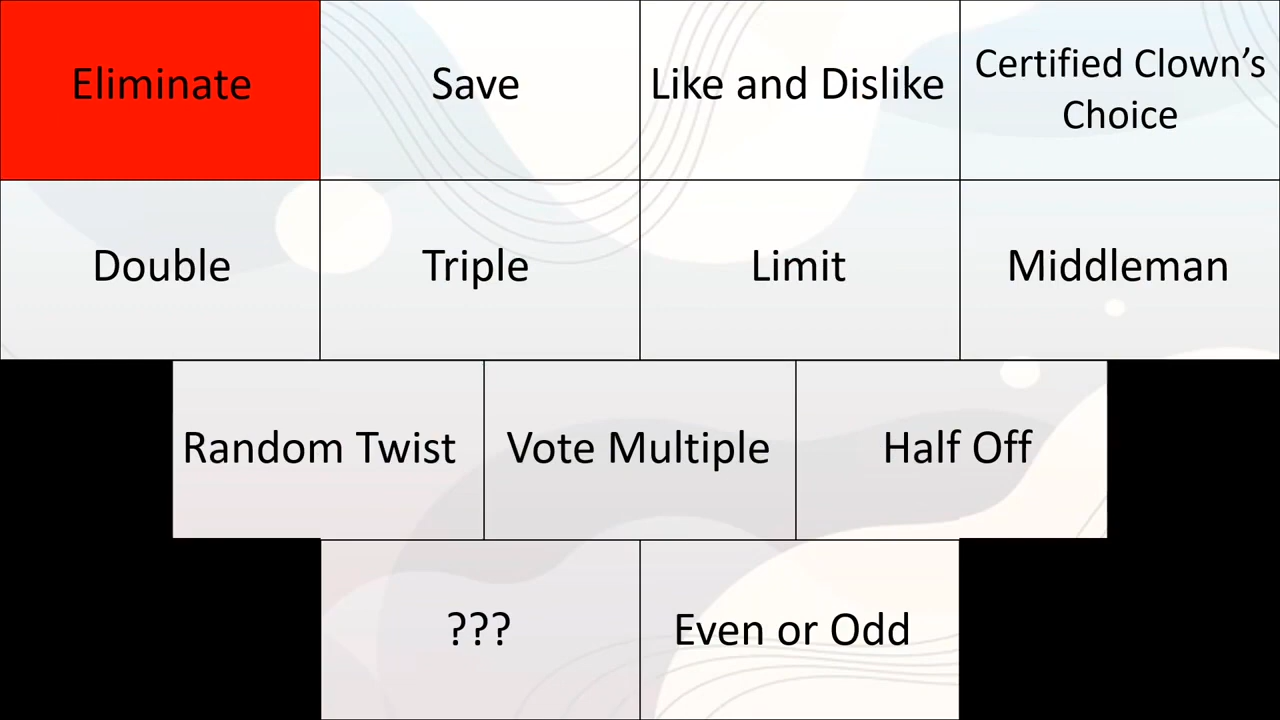 Eliminate
Save
Like and Dislike
Certified Clown’s
Choice
Double
Triple
Limit
Middleman
Random Twist
Vote Multiple
Half Off
???
Even or Odd